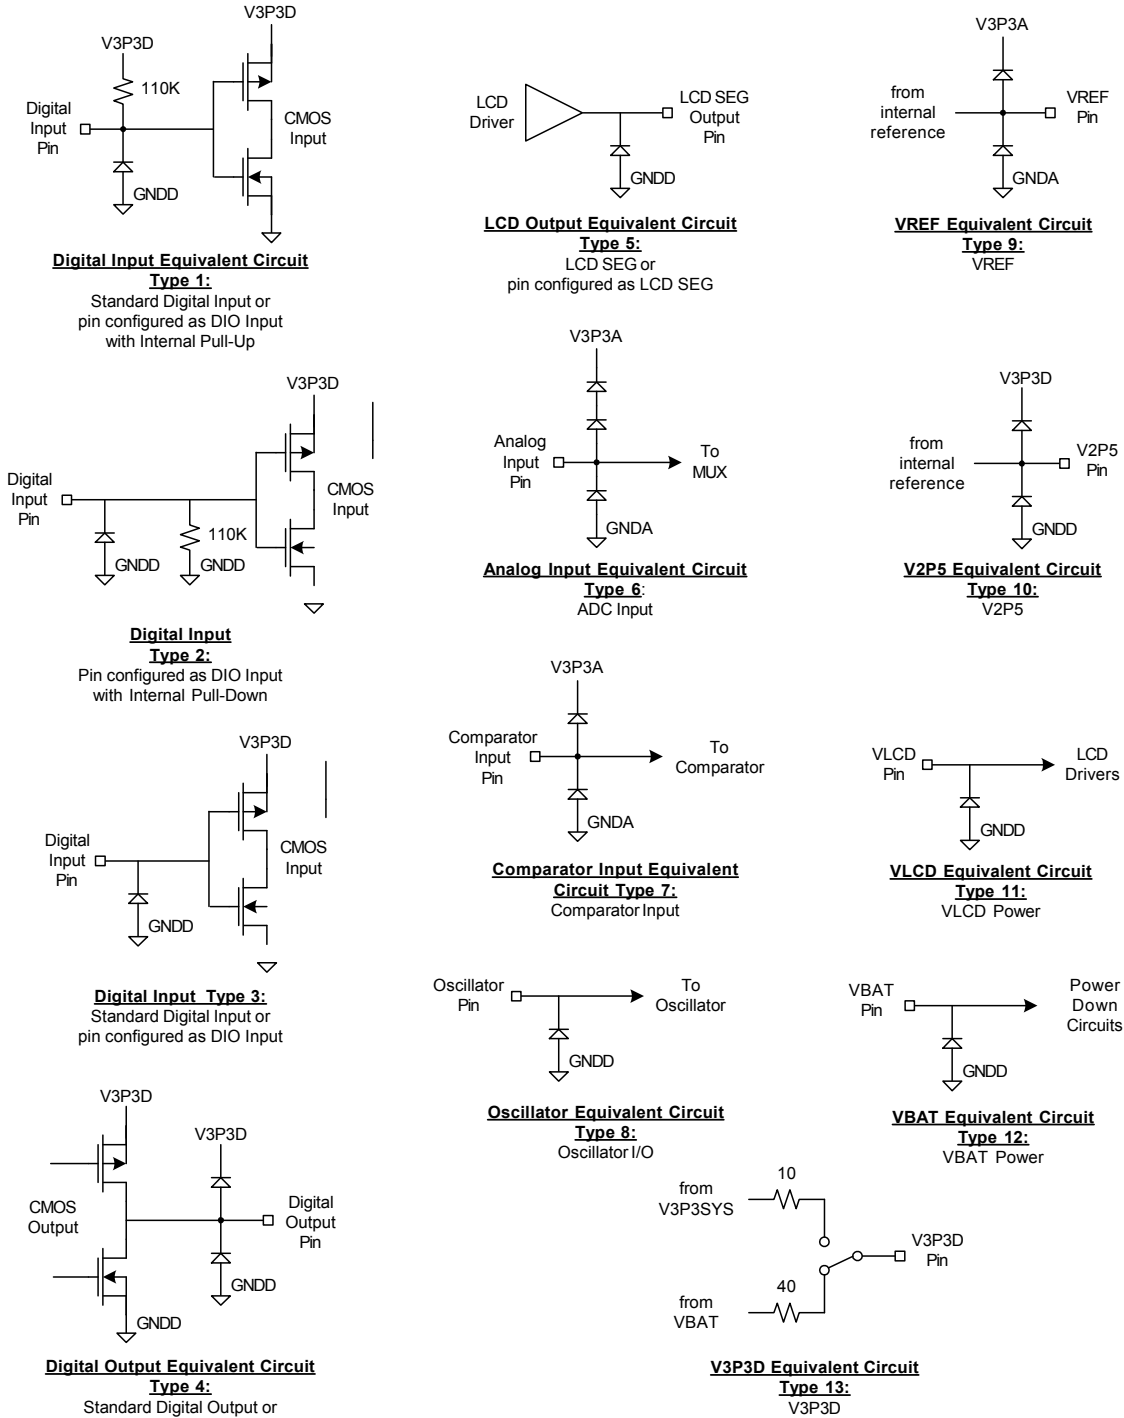 V3P3D
V3P3D
110K
Digital
Input
Pin
CMOS
Input
GNDD
Digital Input Equivalent Circuit
Type 1:
Standard Digital Input or
pin configured as DIO Input
with Internal Pull-Up
V3P3D
Digital
Input
Pin
CMOS
Input
110K
GNDD
GNDD
Digital Input
Type 2:
Pin configured as DIO Input
with Internal Pull-Down
V3P3D
Digital
Input
Pin
CMOS
Input
GNDD
Digital Input Type 3:
Standard Digital Input or
pin configured as DIO Input
V3P3D
V3P3D
CMOS
Output
Digital
Output
Pin
GNDD
GNDD
Digital Output Equivalent Circuit
Type 4:
Standard Digital Output or
LCD
Driver
LCD SEG
Output
Pin
GNDD
LCD Output Equivalent Circuit
Type 5:
LCD SEG or
pin configured as LCD SEG
V3P3A
Analog
Input
Pin
To
MUX
GNDA
Analog Input Equivalent Circuit
Type 6:
ADC Input
V3P3A
Comparator
Input
Pin
To
Comparator
GNDA
Comparator Input Equivalent
Circuit Type 7:
Comparator Input
Oscillator
Pin
To
Oscillator
GNDD
Oscillator Equivalent Circuit
Type 8:
Oscillator I/O
V3P3A
from
internal
reference
VREF
Pin
GNDA
VREF Equivalent Circuit
Type 9:
VREF
V3P3D
from
internal
reference
V2P5
Pin
GNDD
V2P5 Equivalent Circuit
Type 10:
V2P5
VLCD
Pin
LCD
Drivers
GNDD
VLCD Equivalent Circuit
Type 11:
VLCD Power
VBAT
Pin
Power
Down
Circuits
GNDD
VBAT Equivalent Circuit
Type 12:
VBAT Power
from
V3P3SYS
10
V3P3D
Pin
40
from
VBAT
V3P3D Equivalent Circuit
Type 13:
V3P3D